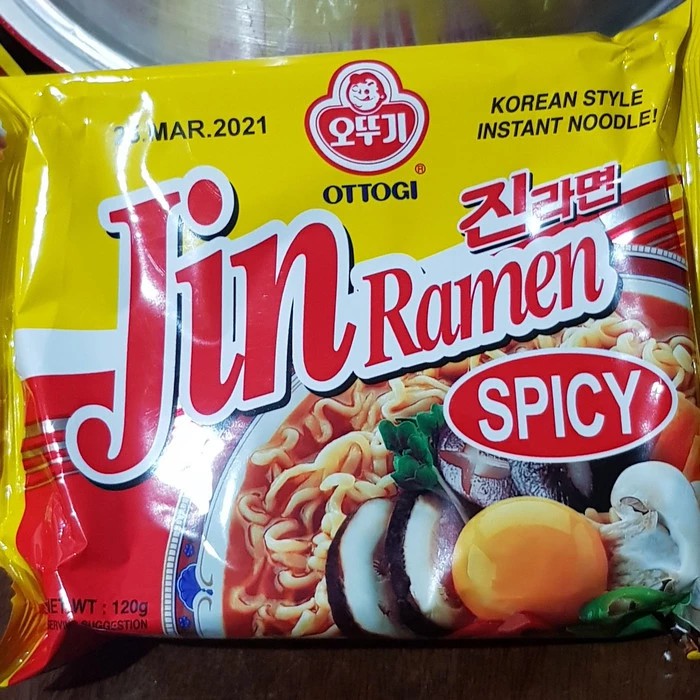 MAR.2021
오뚜기
®
OTTOGI
KOREAN STYLE
INSTANT NOODLE!
진라면
Jin Ramen
SPICY
NET WT : 120g
SERVING SUGGESTION